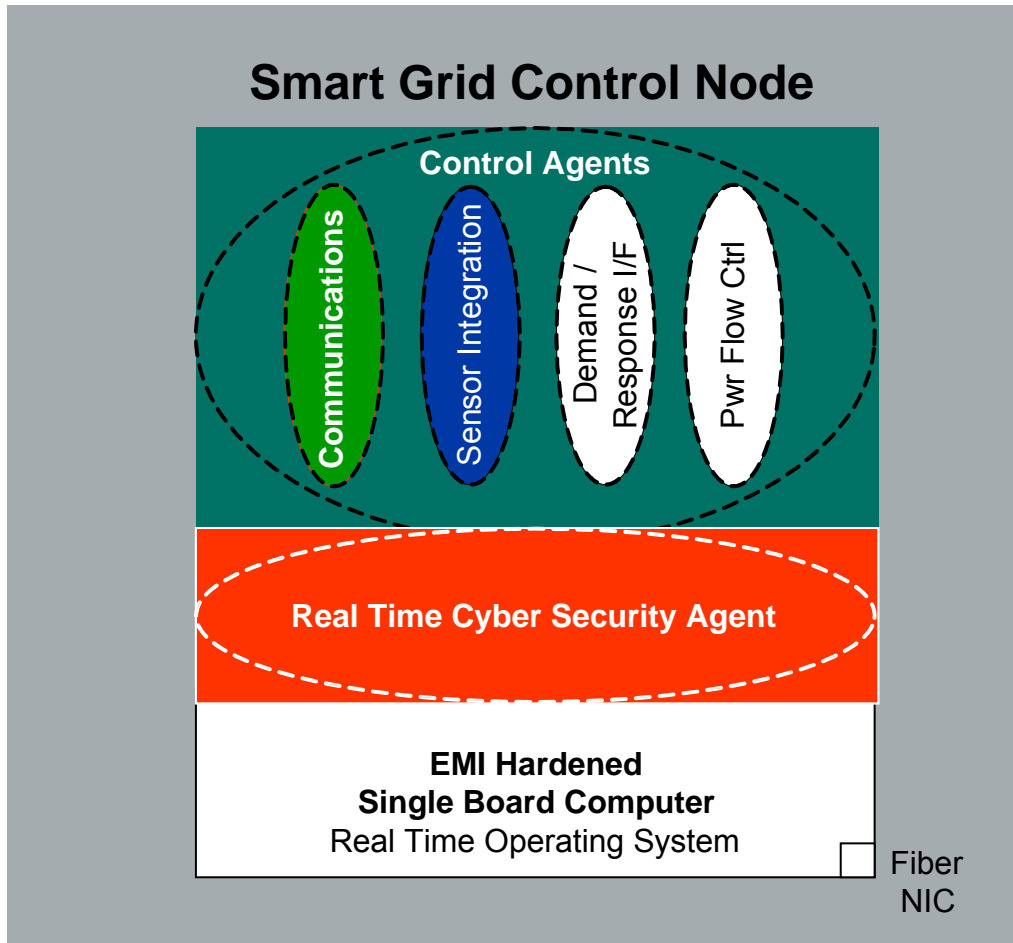 Smart Grid Control Node
Control Agents
Communications
Sensor Integration
Demand /
Response I/F
Pwr Flow Ctrl
Real Time Cyber Security Agent
EMI Hardened
Single Board Computer
Real Time Operating System
Fiber
NIC